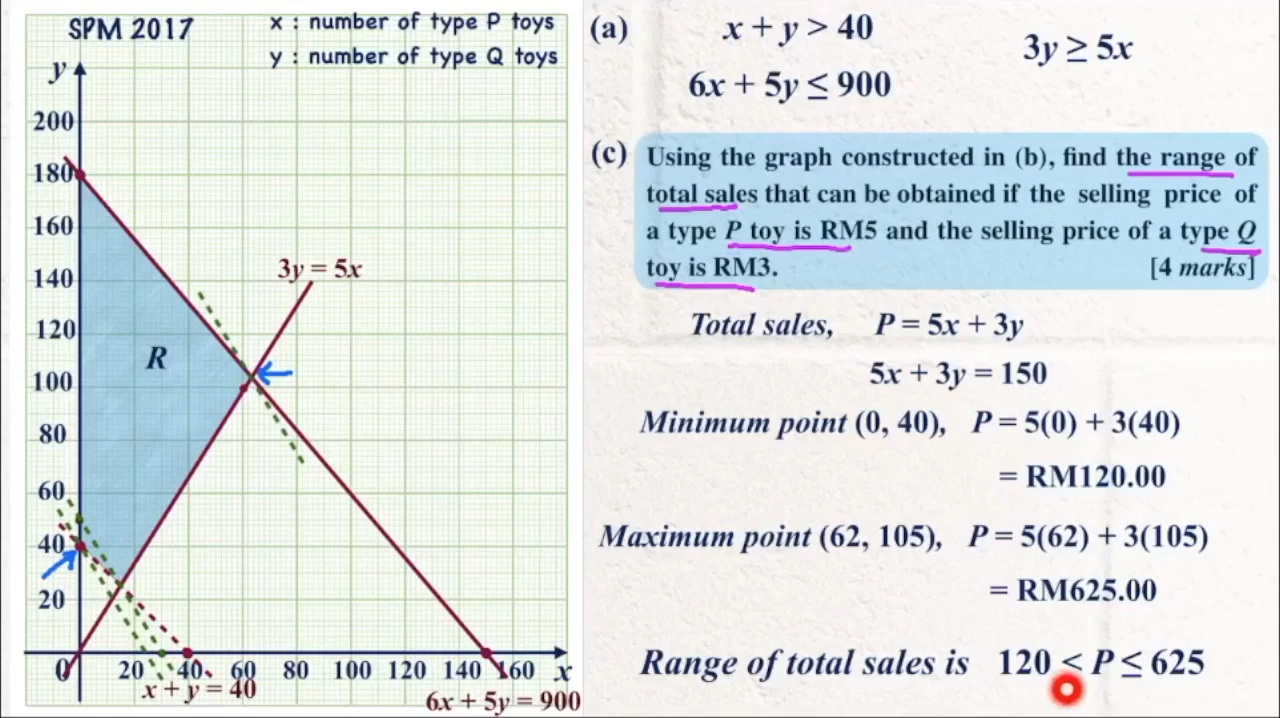 SPM 2017
x : number of type P toys
y : number of type Q toys
y
200
180
160
140
120
100
80
60
40
20
0
20
40
60
80
100
120
140
160
x
R
3y = 5x
x + y = 40
6x + 5y = 900
(a)
x + y > 40
3y ≥ 5x
6x + 5y ≤ 900
(c)
Using the graph constructed in (b), find the range of
total sales that can be obtained if the selling price of
a type P toy is RM5 and the selling price of a type Q
toy is RM3. [4 marks]
Total sales, P = 5x + 3y
5x + 3y = 150
Minimum point (0, 40), P = 5(0) + 3(40)
= RM120.00
Maximum point (62, 105), P = 5(62) + 3(105)
= RM625.00
Range of total sales is 120 < P ≤ 625